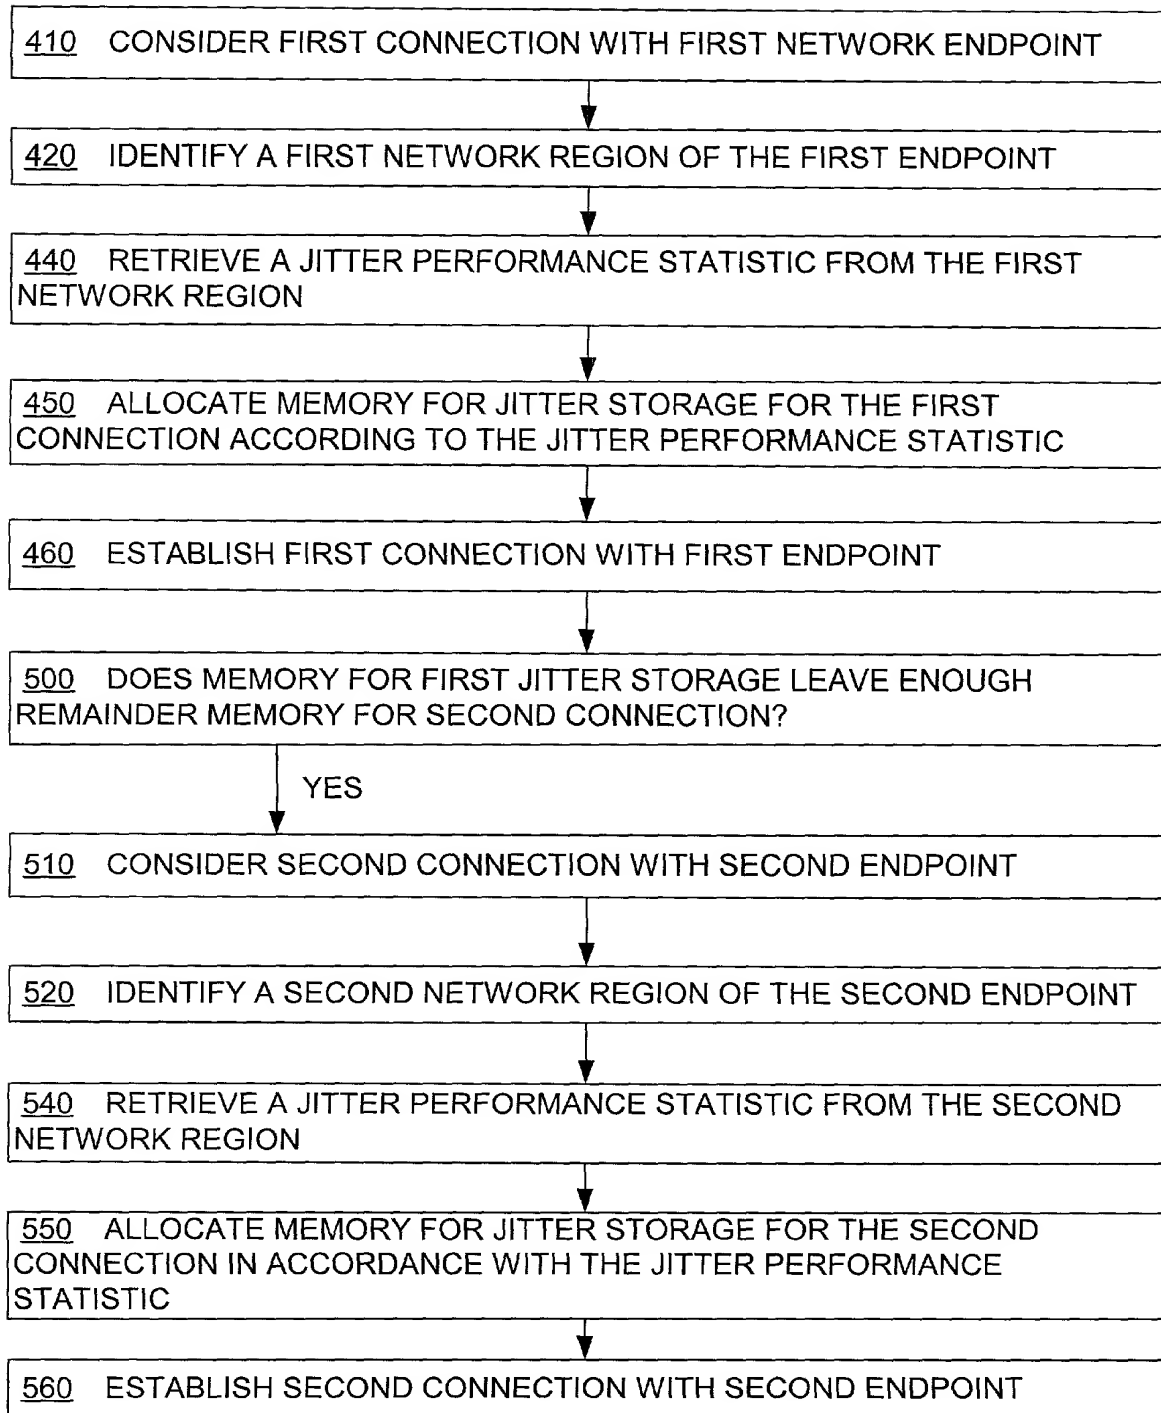 410 CONSIDER FIRST CONNECTION WITH FIRST NETWORK ENDPOINT
420 IDENTIFY A FIRST NETWORK REGION OF THE FIRST ENDPOINT
440 RETRIEVE A JITTER PERFORMANCE STATISTIC FROM THE FIRST
NETWORK REGION
450 ALLOCATE MEMORY FOR JITTER STORAGE FOR THE FIRST
CONNECTION ACCORDING TO THE JITTER PERFORMANCE STATISTIC
460 ESTABLISH FIRST CONNECTION WITH FIRST ENDPOINT
500 DOES MEMORY FOR FIRST JITTER STORAGE LEAVE ENOUGH
REMAINDER MEMORY FOR SECOND CONNECTION?
YES
510 CONSIDER SECOND CONNECTION WITH SECOND ENDPOINT
520 IDENTIFY A SECOND NETWORK REGION OF THE SECOND ENDPOINT
540 RETRIEVE A JITTER PERFORMANCE STATISTIC FROM THE SECOND
NETWORK REGION
550 ALLOCATE MEMORY FOR JITTER STORAGE FOR THE SECOND
CONNECTION IN ACCORDANCE WITH THE JITTER PERFORMANCE
STATISTIC
560 ESTABLISH SECOND CONNECTION WITH SECOND ENDPOINT